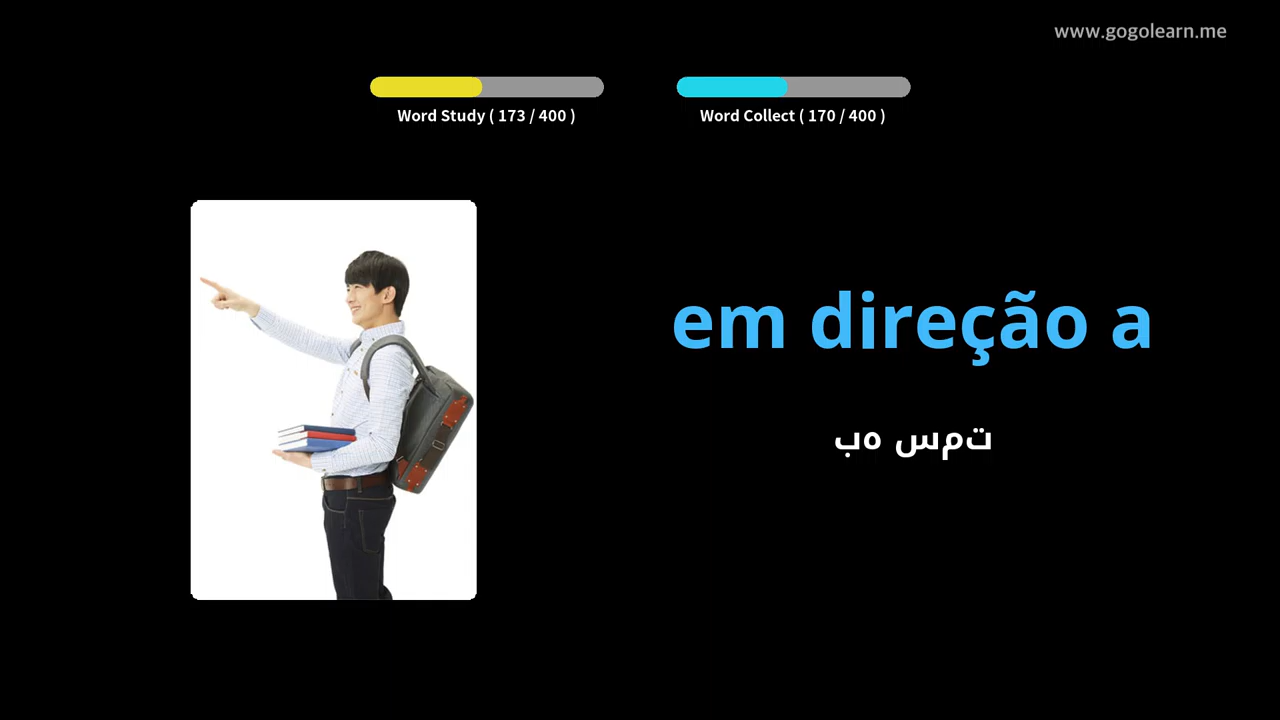 www.gogolearn.me
Word Study ( 173 / 400 )
Word Collect ( 170 / 400 )
em direção a
به سمت